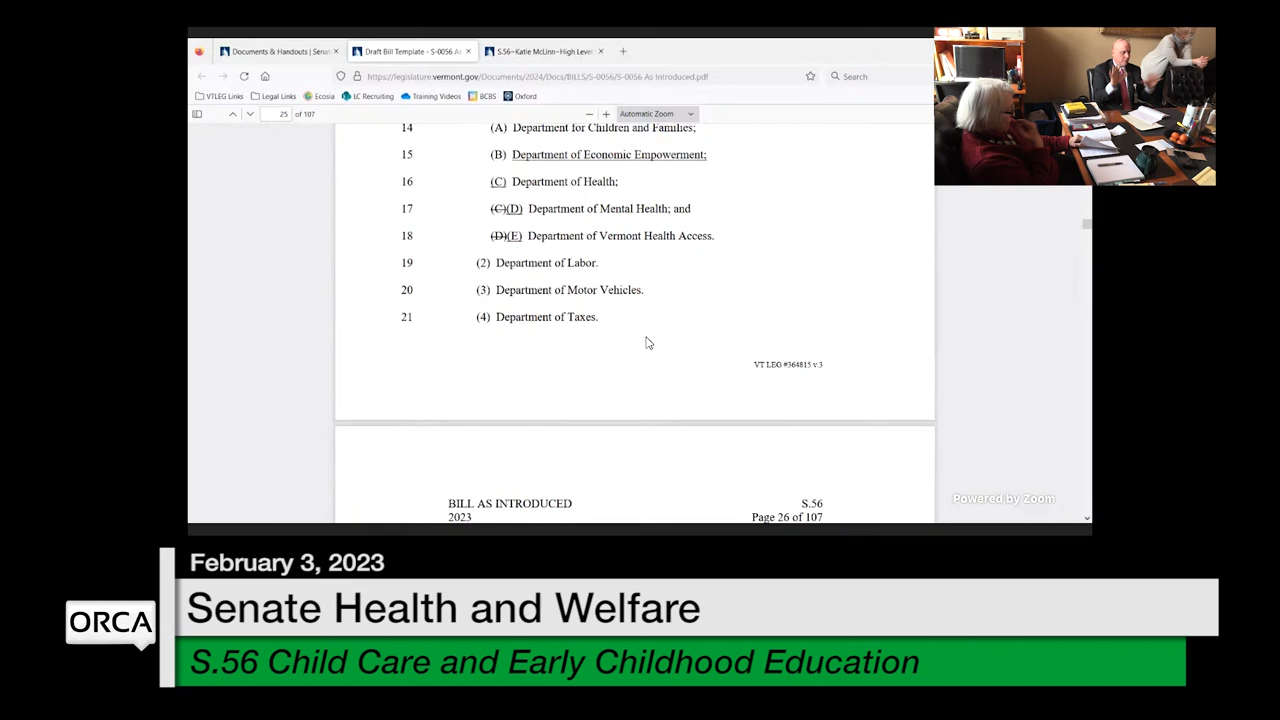 Documents & Handouts | Senat
Draft Bill Template - S-0056 As
S.56~Katie McLinn~High Level
https://legislature.vermont.gov/Documents/2024/Docs/BILLS/S-0056/S-0056 As Introduced.pdf
Search
VTLEG Links
Legal Links
Ecosia
LC Recruiting
Training Videos
BCBS
Oxford
25 of 107
Automatic Zoom
14 (A) Department for Children and Families;
15 (B) Department of Economic Empowerment;
16 (C) Department of Health;
17 (C)(D) Department of Mental Health; and
18 (D)(E) Department of Vermont Health Access.
19 (2) Department of Labor.
20 (3) Department of Motor Vehicles.
21 (4) Department of Taxes.
VT LEG #364815 v.3
BILL AS INTRODUCED S.56
2023 Page 26 of 107
Powered by Zoom
February 3, 2023
ORCA
Senate Health and Welfare
S.56 Child Care and Early Childhood Education